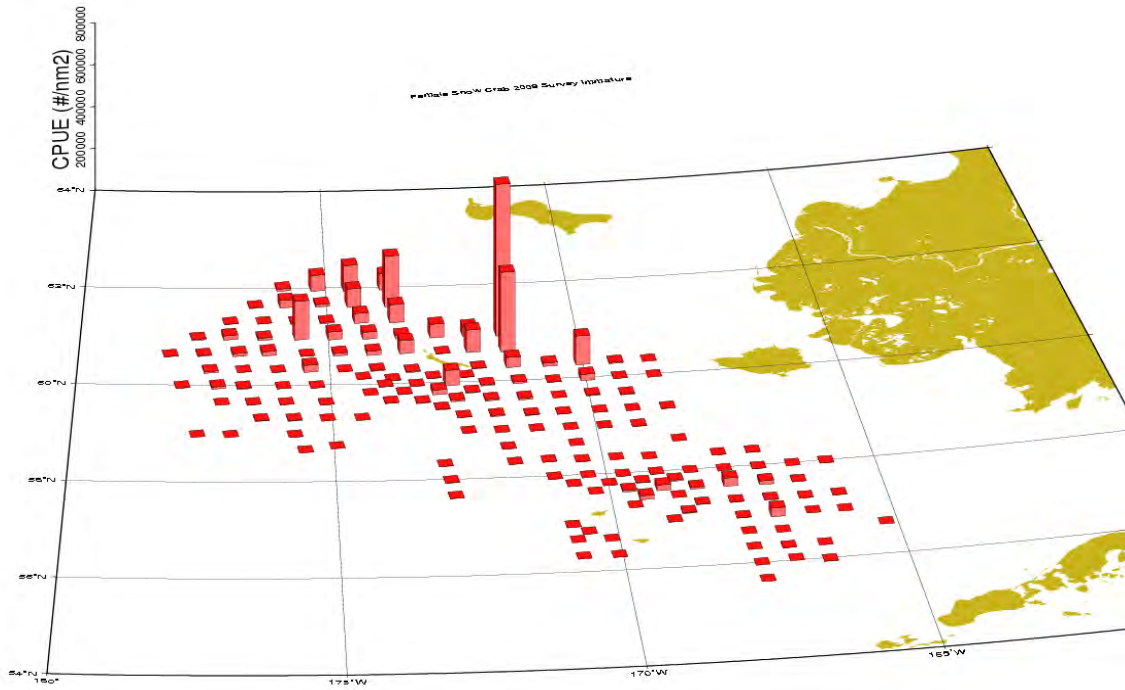 800000
600000
400000
200000
CPUE (#/nm2)
Female Snow Crab 2009 Survey Immature
64°N
62°N
60°N
58°N
56°N
54°N
180°
175°W
170°W
165°W